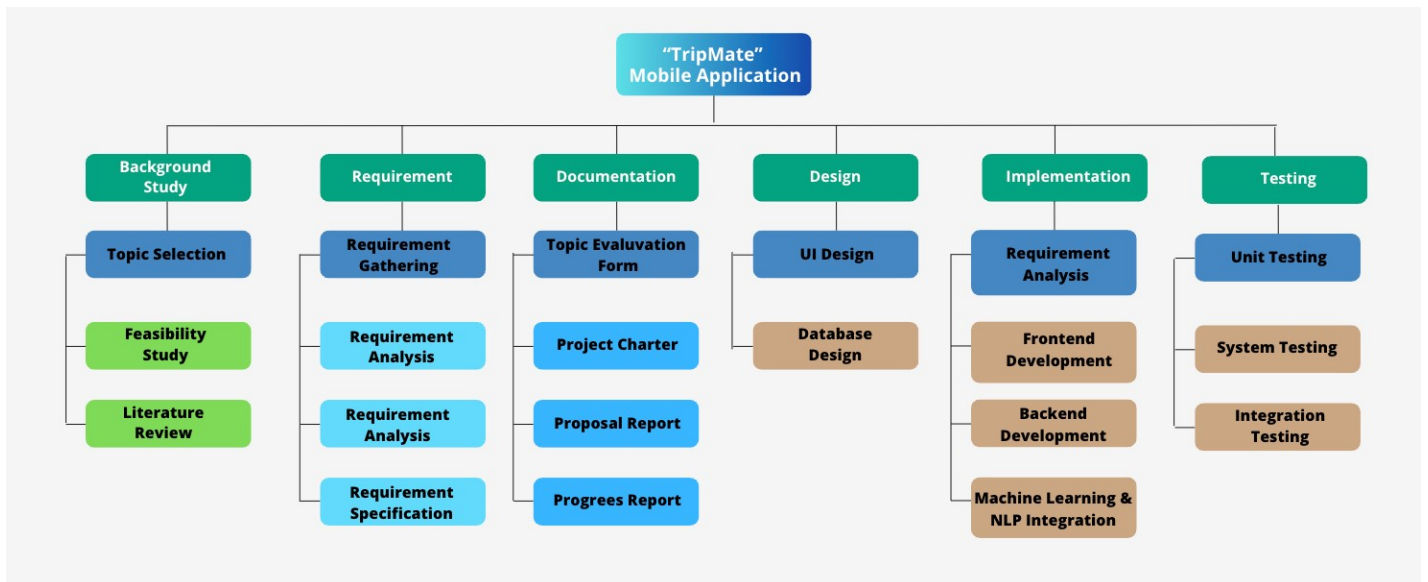 “TripMate”
Mobile Application
Background
Study
Requirement
Documentation
Design
Implementation
Testing
Topic Selection
Requirement
Gathering
Topic Evaluvation
Form
UI Design
Requirement
Analysis
Unit Testing
Feasibility
Study
Requirement
Analysis
Project Charter
Database
Design
Frontend
Development
System Testing
Literature
Review
Requirement
Analysis
Proposal Report
Backend
Development
Integration
Testing
Requirement
Specification
Progrees Report
Machine Learning &
NLP Integration